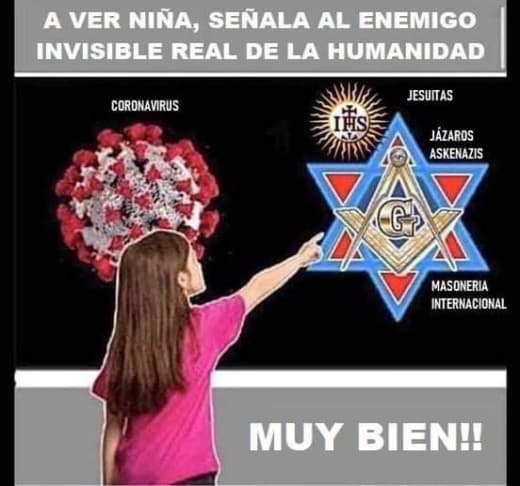 A VER NIÑA, SEÑALA AL ENEMIGO
INVISIBLE REAL DE LA HUMANIDAD
CORONAVIRUS
JESUITAS
IHS
JÁZAROS
ASKENAZIS
G
MASONERIA
INTERNACIONAL
MUY BIEN!!